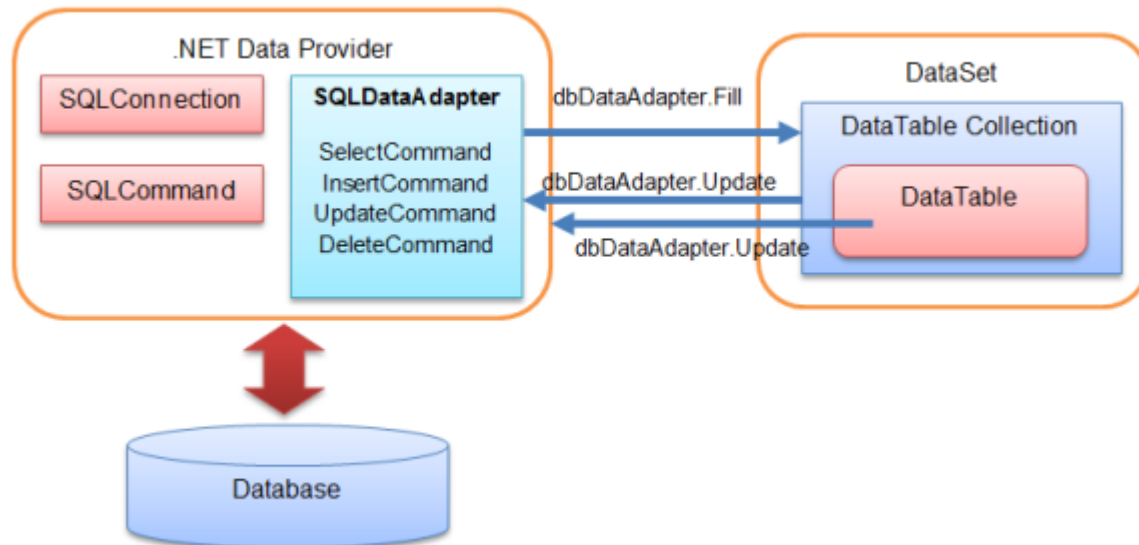 .NET Data Provider
SQLConnection
SQLCommand
SQLDataAdapter
SelectCommand
InsertCommand
UpdateCommand
DeleteCommand
dbDataAdapter.Fill
dbDataAdapter.Update
dbDataAdapter.Update
DataSet
DataTable Collection
DataTable
Database